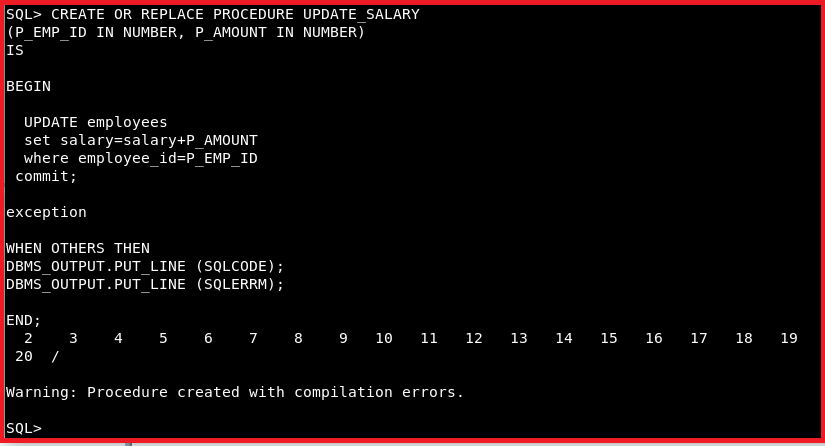 SQL> CREATE OR REPLACE PROCEDURE UPDATE_SALARY
(P_EMP_ID IN NUMBER, P_AMOUNT IN NUMBER)
IS
BEGIN
UPDATE employees
set salary=salary+P_AMOUNT
where employee_id=P_EMP_ID
commit;
exception
WHEN OTHERS THEN
DBMS_OUTPUT.PUT_LINE (SQLCODE);
DBMS_OUTPUT.PUT_LINE (SQLERRM);
END;
2 3 4 5 6 7 8 9 10 11 12 13 14 15 16 17 18 19
20 /
Warning: Procedure created with compilation errors.
SQL>